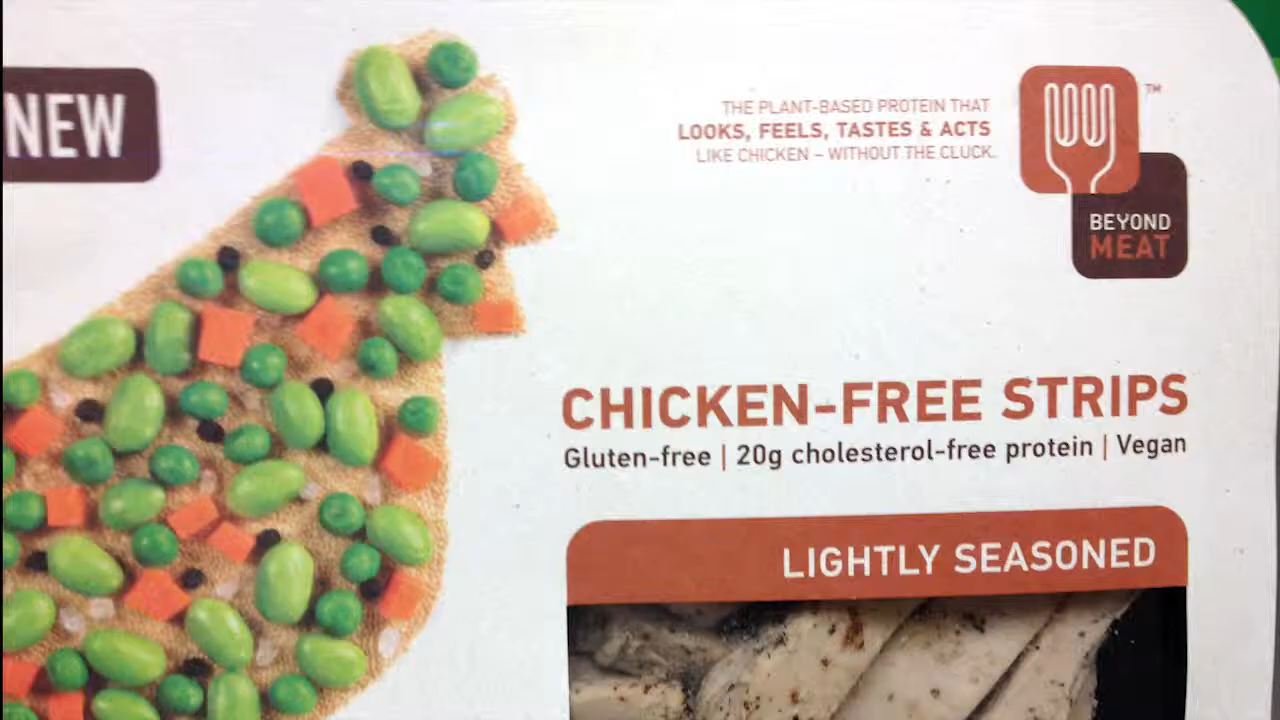 NEW
THE PLANT-BASED PROTEIN THAT
LOOKS, FEELS, TASTES & ACTS
LIKE CHICKEN – WITHOUT THE CLUCK.
TM
BEYOND
MEAT
CHICKEN-FREE STRIPS
Gluten-free | 20g cholesterol-free protein | Vegan
LIGHTLY SEASONED